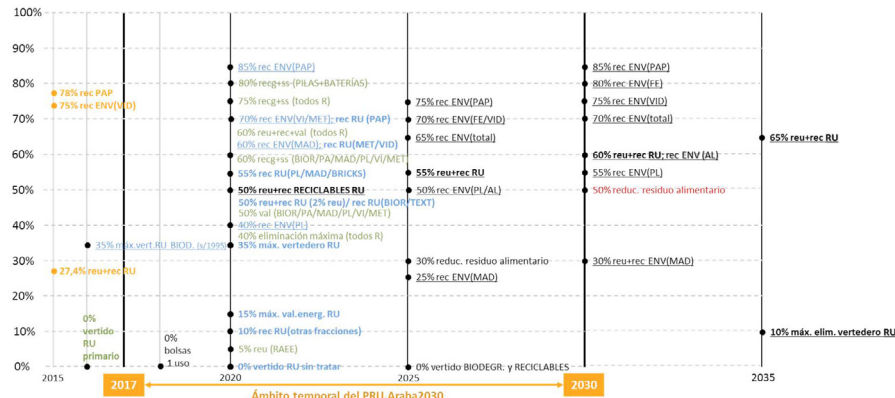 100%
90%
80%
70%
60%
50%
40%
30%
20%
10%
0%
78% rec PAP
75% rec ENV(VID)
27,4% reu+rec RU
0%
vertido
RU
primario
35% máx.vert.RU BIOD. (s/1995)
0%
bolsas
1 uso
85% rec ENV(PAP)
80% recg+ss (PILAS+BATERÍAS)
75% recg+ss (todos R)
70% rec ENV(VI/MET); rec RU (PAP)
60% reu+rec+val (todos R)
60% rec ENV(MAD); rec RU(MET/VID)
60% recg+ss (BIOR/PA/MAD/PL/VI/MET)
55% rec RU(PL/MAD/BRICKS)
50% reu+rec RECICLABLES RU
50% reu+rec RU (2% reu)/ rec RU(BIOR/TEXT)
50% val (BIOR/PA/MAD/PL/VI/MET)
40% rec ENV(PL)
40% eliminación máxima (todos R)
35% máx. vertedero RU
15% máx. val.energ. RU
10% rec RU(otras fracciones)
5% reu (RAEE)
0% vertido RU sin tratar
75% rec ENV(PAP)
70% rec ENV(FE/VID)
65% rec ENV(total)
55% reu+rec RU
50% rec ENV(PL/AL)
30% reduc. residuo alimentario
25% rec ENV(MAD)
0% vertido BIODEGR. y RECICLABLES
85% rec ENV(PAP)
80% rec ENV(FE)
75% rec ENV(VID)
70% rec ENV(total)
60% reu+rec RU; rec ENV (AL)
55% rec ENV(PL)
50% reduc. residuo alimentario
30% reu+rec ENV(MAD)
65% reu+rec RU
10% máx. elim. vertedero RU
2015
2017
2020
2025
2030
2035
Ámbito temporal del PRU Araba2030